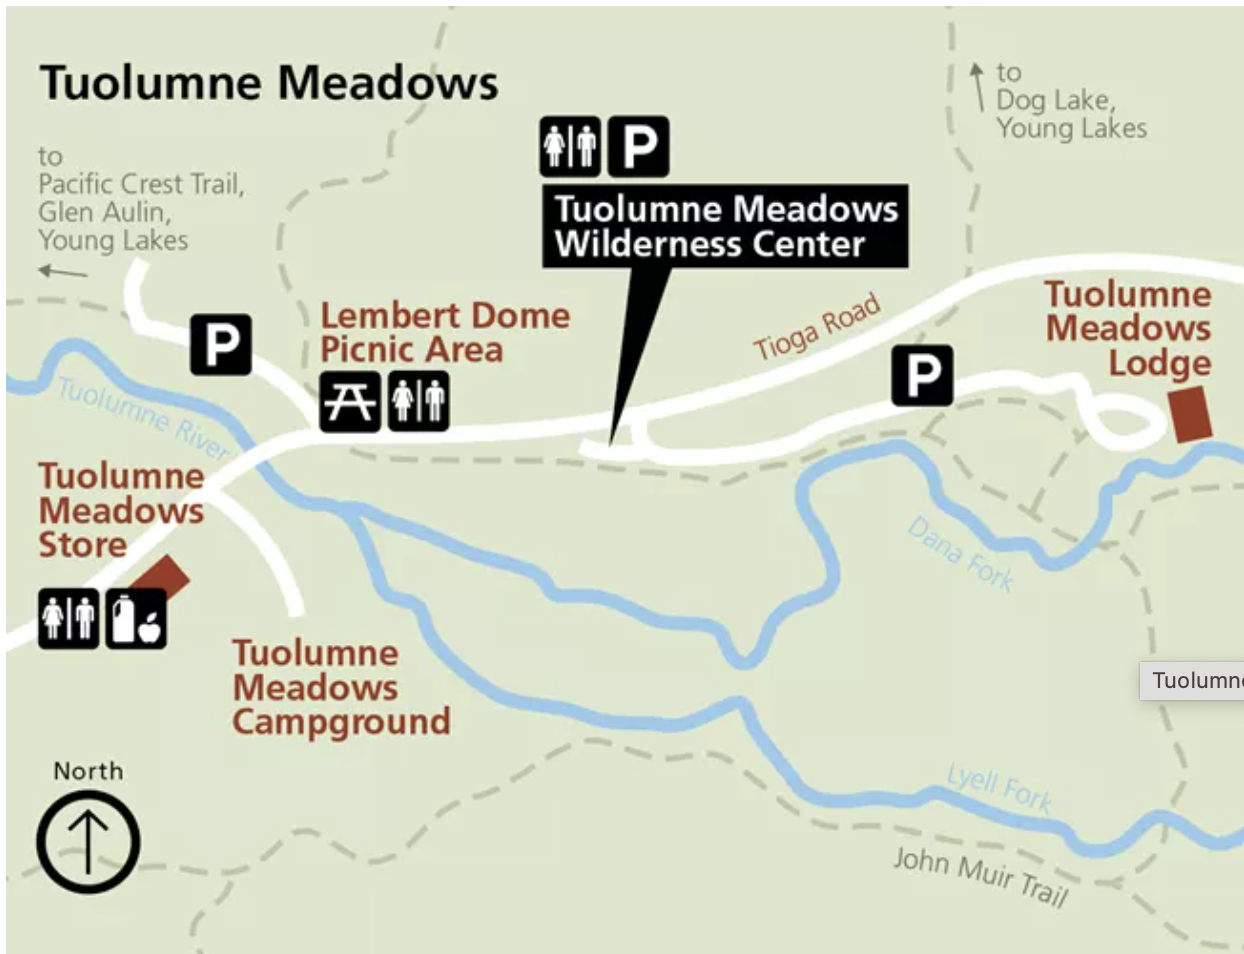 Tuolumne Meadows
to
Dog Lake,
Young Lakes
to
Pacific Crest Trail,
Glen Aulin,
Young Lakes
P
Tuolumne Meadows
Wilderness Center
Tioga Road
Tuolumne
Meadows
Lodge
P
Lembert Dome
Picnic Area
P
Tuolumne River
Tuolumne
Meadows
Store
Dana Fork
Tuolumne
Meadows
Campground
Tuolumne
North
Lyell Fork
John Muir Trail